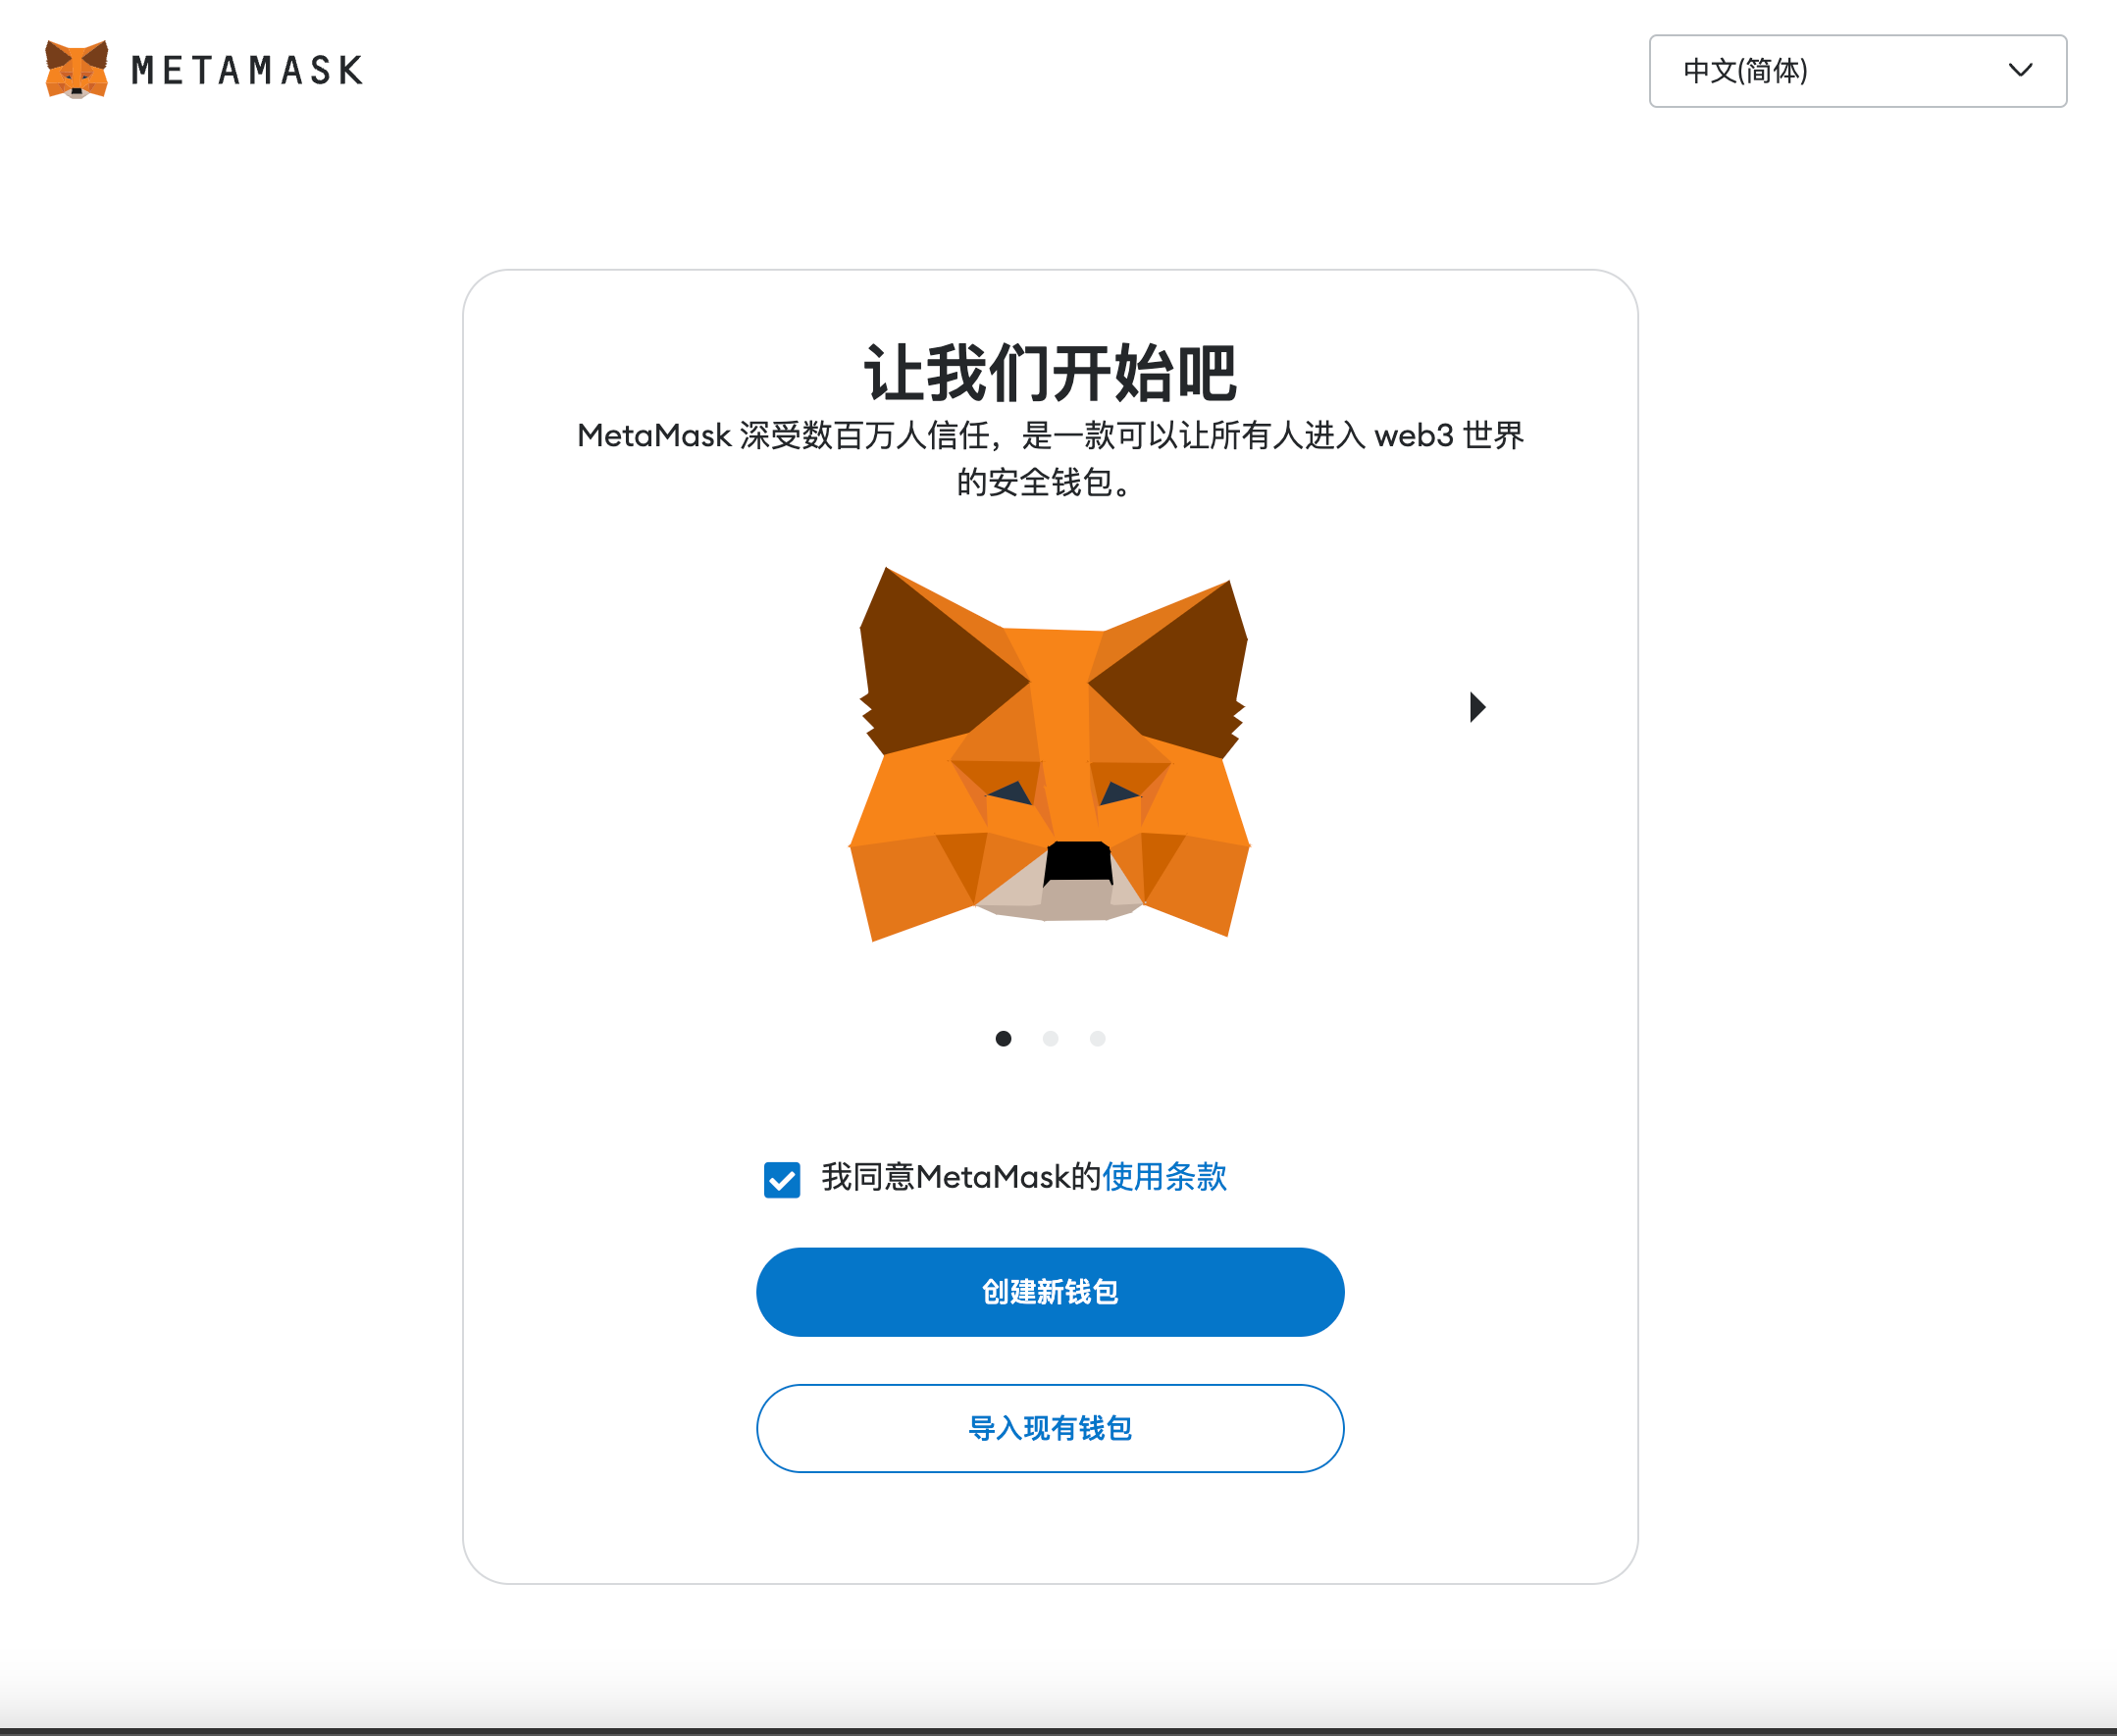 METAMASK
中文(简体)
让我们开始吧
MetaMask 深受数百万人信任，是一款可以让所有人进入 web3 世界
的安全钱包。
我同意MetaMask的使用条款
创建新钱包
导入现有钱包